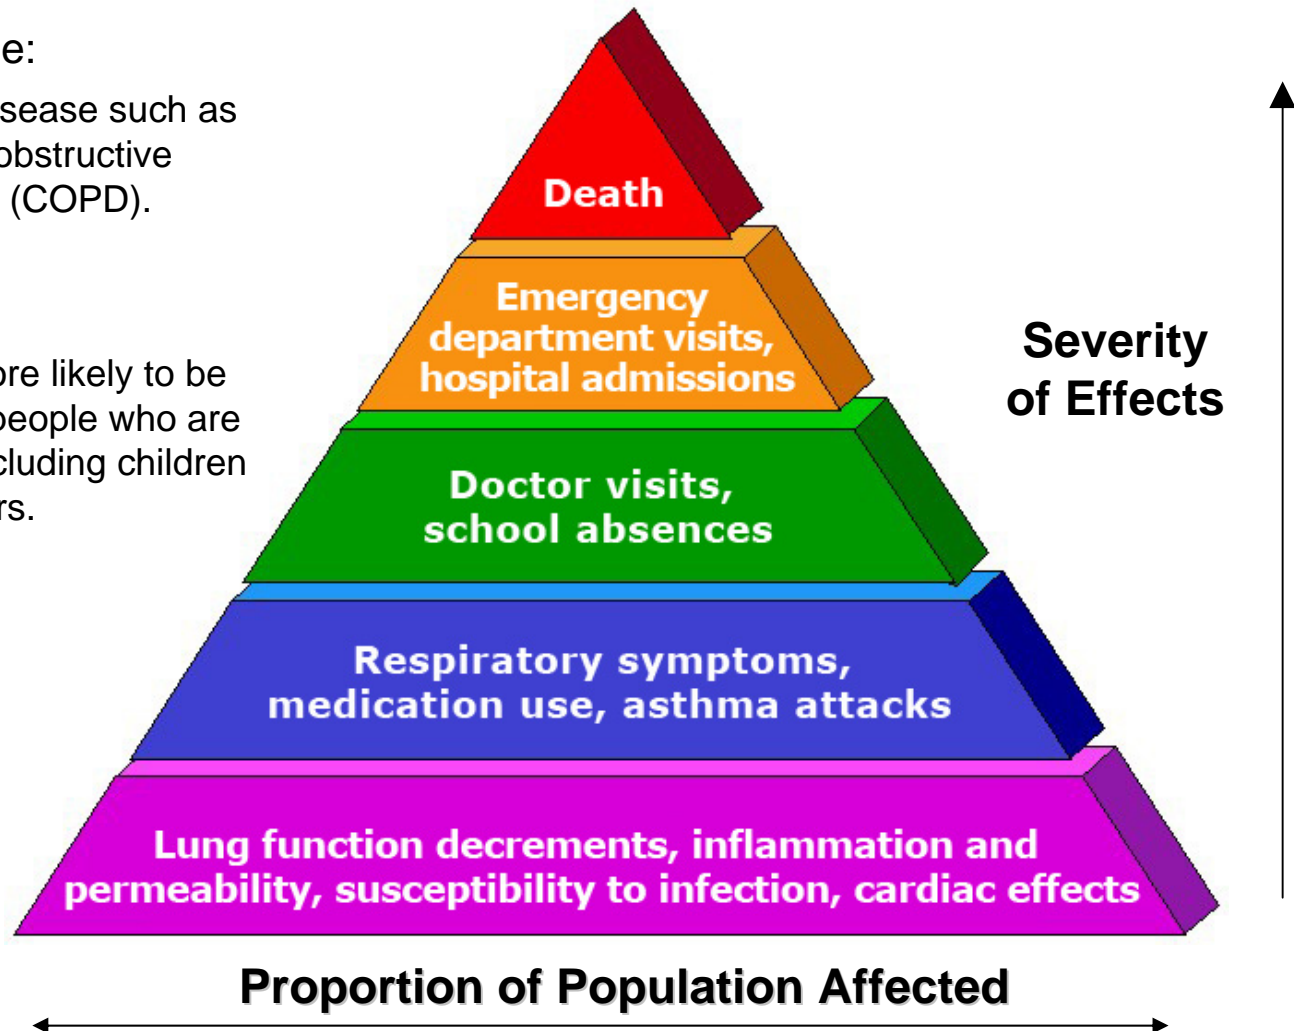 e:
sease such as
obstructive
(COPD).
ore likely to be
people who are
cluding children
rs.
Death
Emergency
department visits,
hospital admissions
Doctor visits,
school absences
Respiratory symptoms,
medication use, asthma attacks
Lung function decrements, inflammation and
permeability, susceptibility to infection, cardiac effects
Severity
of Effects
Proportion of Population Affected